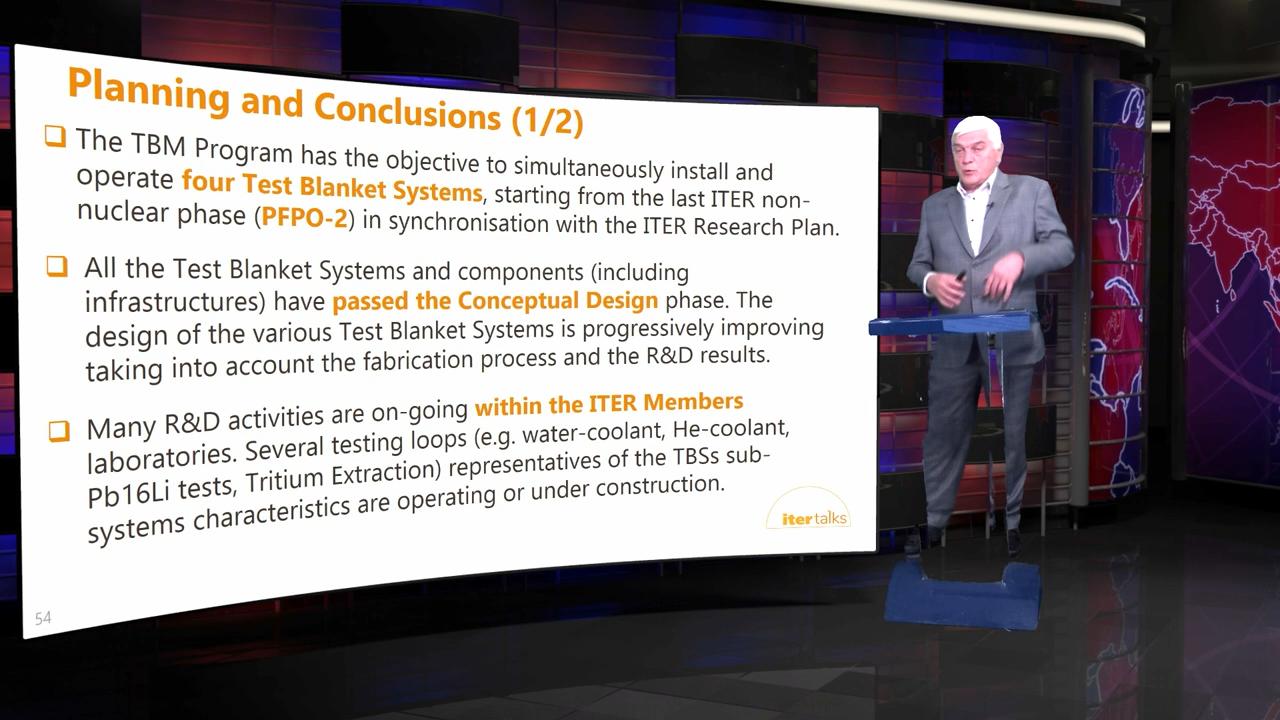 Planning and Conclusions (1/2)
The TBM Program has the objective to simultaneously install and
operate four Test Blanket Systems, starting from the last ITER non-
nuclear phase (PFPO-2) in synchronisation with the ITER Research Plan.
All the Test Blanket Systems and components (including
infrastructures) have passed the Conceptual Design phase. The
design of the various Test Blanket Systems is progressively improving
taking into account the fabrication process and the R&D results.
Many R&D activities are on-going within the ITER Members
laboratories. Several testing loops (e.g. water-coolant, He-coolant,
Pb16Li tests, Tritium Extraction) representatives of the TBSs sub-
systems characteristics are operating or under construction.
iter talks
54